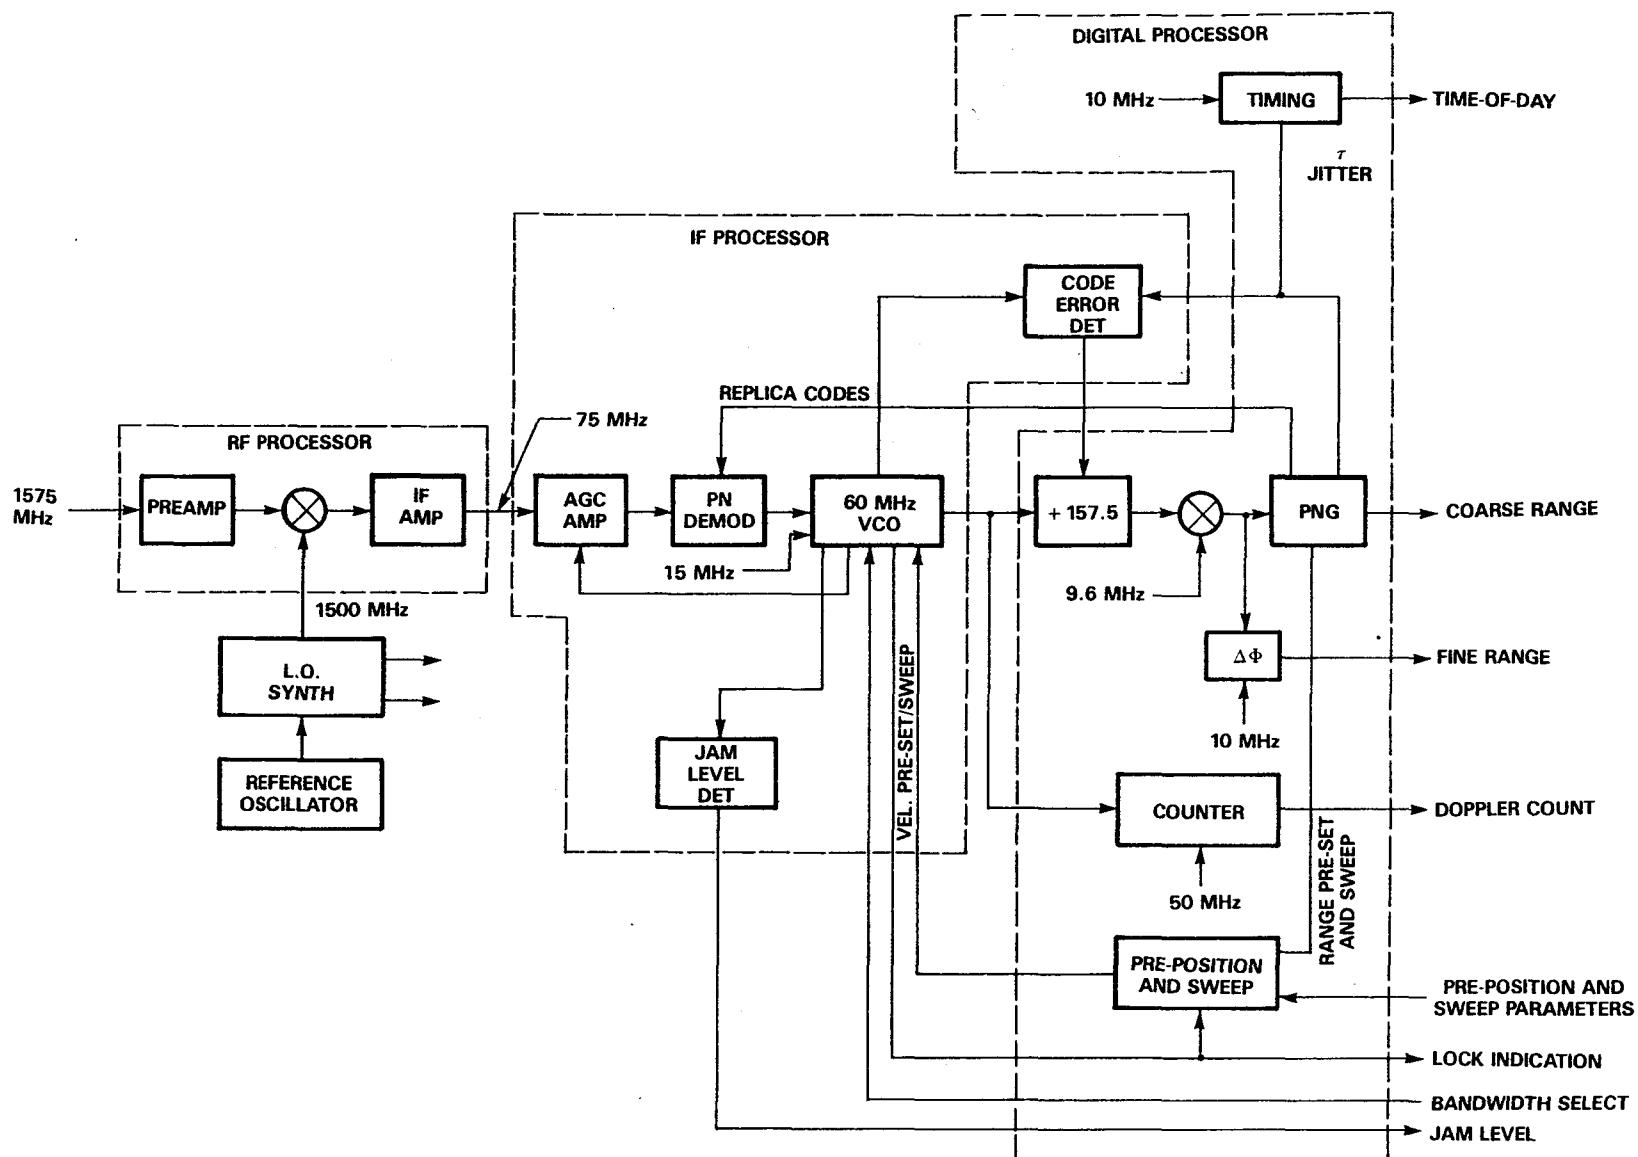 DIGITAL PROCESSOR
10 MHz
TIMING
TIME-OF-DAY
τ
JITTER
IF PROCESSOR
CODE
ERROR
DET
REPLICA CODES
75 MHz
RF PROCESSOR
1575
MHz
PREAMP
IF
AMP
AGC
AMP
PN
DEMOD
60 MHz
VCO
+ 157.5
PNG
COARSE RANGE
15 MHz
9.6 MHz
1500 MHz
L.O.
SYNTH
ΔΦ
FINE RANGE
VEL. PRE-SET/SWEEP
10 MHz
JAM
LEVEL
DET
REFERENCE
OSCILLATOR
COUNTER
DOPPLER COUNT
RANGE PRE-SET
AND SWEEP
50 MHz
PRE-POSITION
AND SWEEP
PRE-POSITION AND
SWEEP PARAMETERS
LOCK INDICATION
BANDWIDTH SELECT
JAM LEVEL